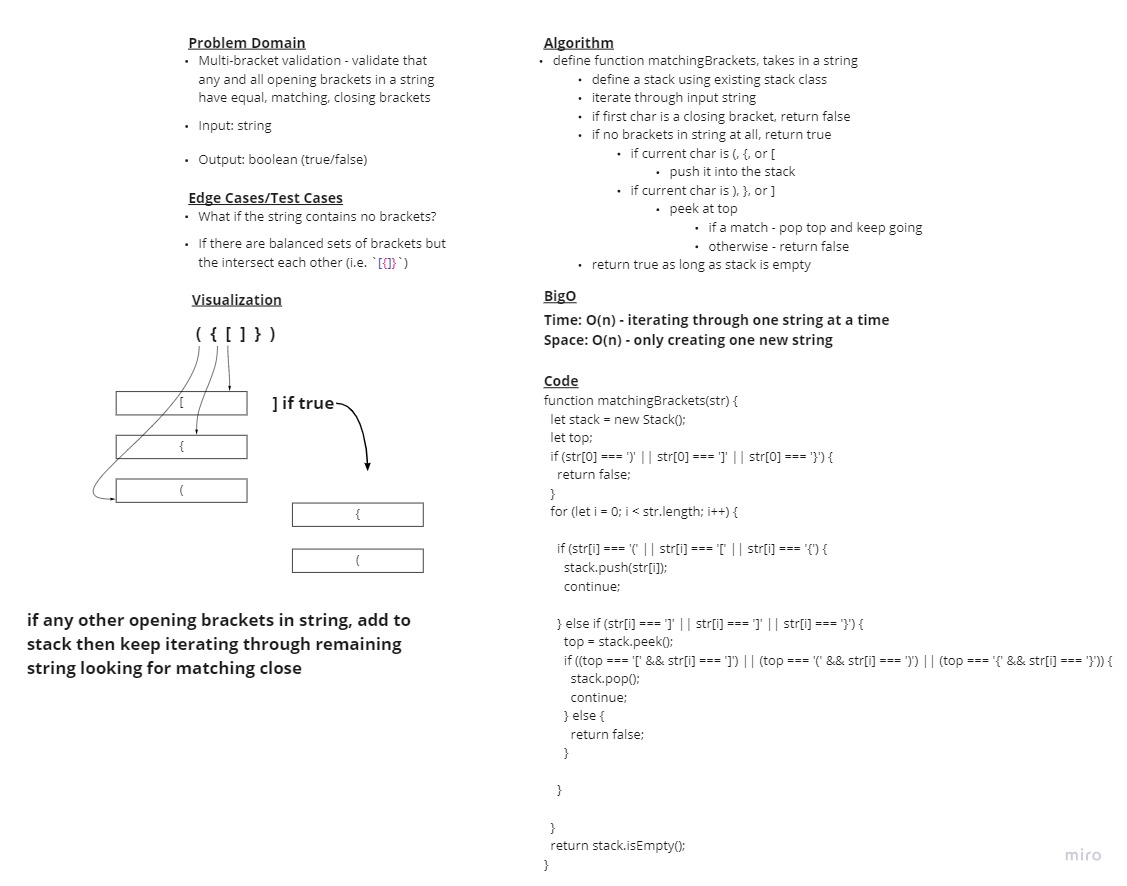 Problem Domain
• Multi-bracket validation - validate that
any and all opening brackets in a string
have equal, matching, closing brackets
• Input: string
• Output: boolean (true/false)
Edge Cases/Test Cases
• What if the string contains no brackets?
• If there are balanced sets of brackets but
the intersect each other (i.e. `[{]}`)
Visualization
( { [ ] } )
[
{
(
] if true
{
(
if any other opening brackets in string, add to
stack then keep iterating through remaining
string looking for matching close
Algorithm
• define function matchingBrackets, takes in a string
• define a stack using existing stack class
• iterate through input string
• if first char is a closing bracket, return false
• if no brackets in string at all, return true
• if current char is (, {, or [
• push it into the stack
• if current char is ), }, or ]
• peek at top
• if a match - pop top and keep going
• otherwise - return false
• return true as long as stack is empty
BigO
Time: O(n) - iterating through one string at a time
Space: O(n) - only creating one new string
Code
function matchingBrackets(str) {
let stack = new Stack();
let top;
if (str[0] === ')' || str[0] === ']' || str[0] === '}') {
return false;
}
for (let i = 0; i < str.length; i++) {
if (str[i] === '(' || str[i] === '[' || str[i] === '{') {
stack.push(str[i]);
continue;
} else if (str[i] === ']' || str[i] === ']' || str[i] === '}') {
top = stack.peek();
if ((top === '[' && str[i] === ']') || (top === '(' && str[i] === ')') || (top === '{' && str[i] === '}')) {
stack.pop();
continue;
} else {
return false;
}
}
}
return stack.isEmpty();
}
miro